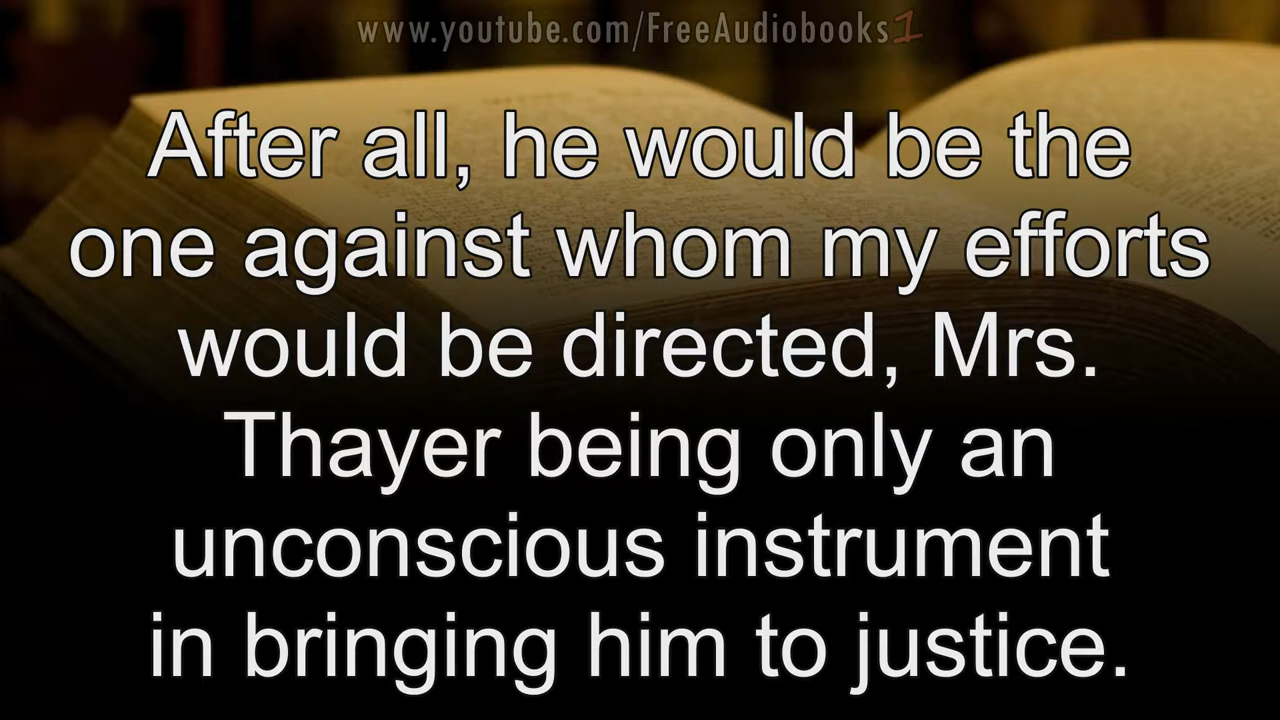 www.youtube.com/FreeAudiobooks1
After all, he would be the
one against whom my efforts
would be directed, Mrs.
Thayer being only an
unconscious instrument
in bringing him to justice.